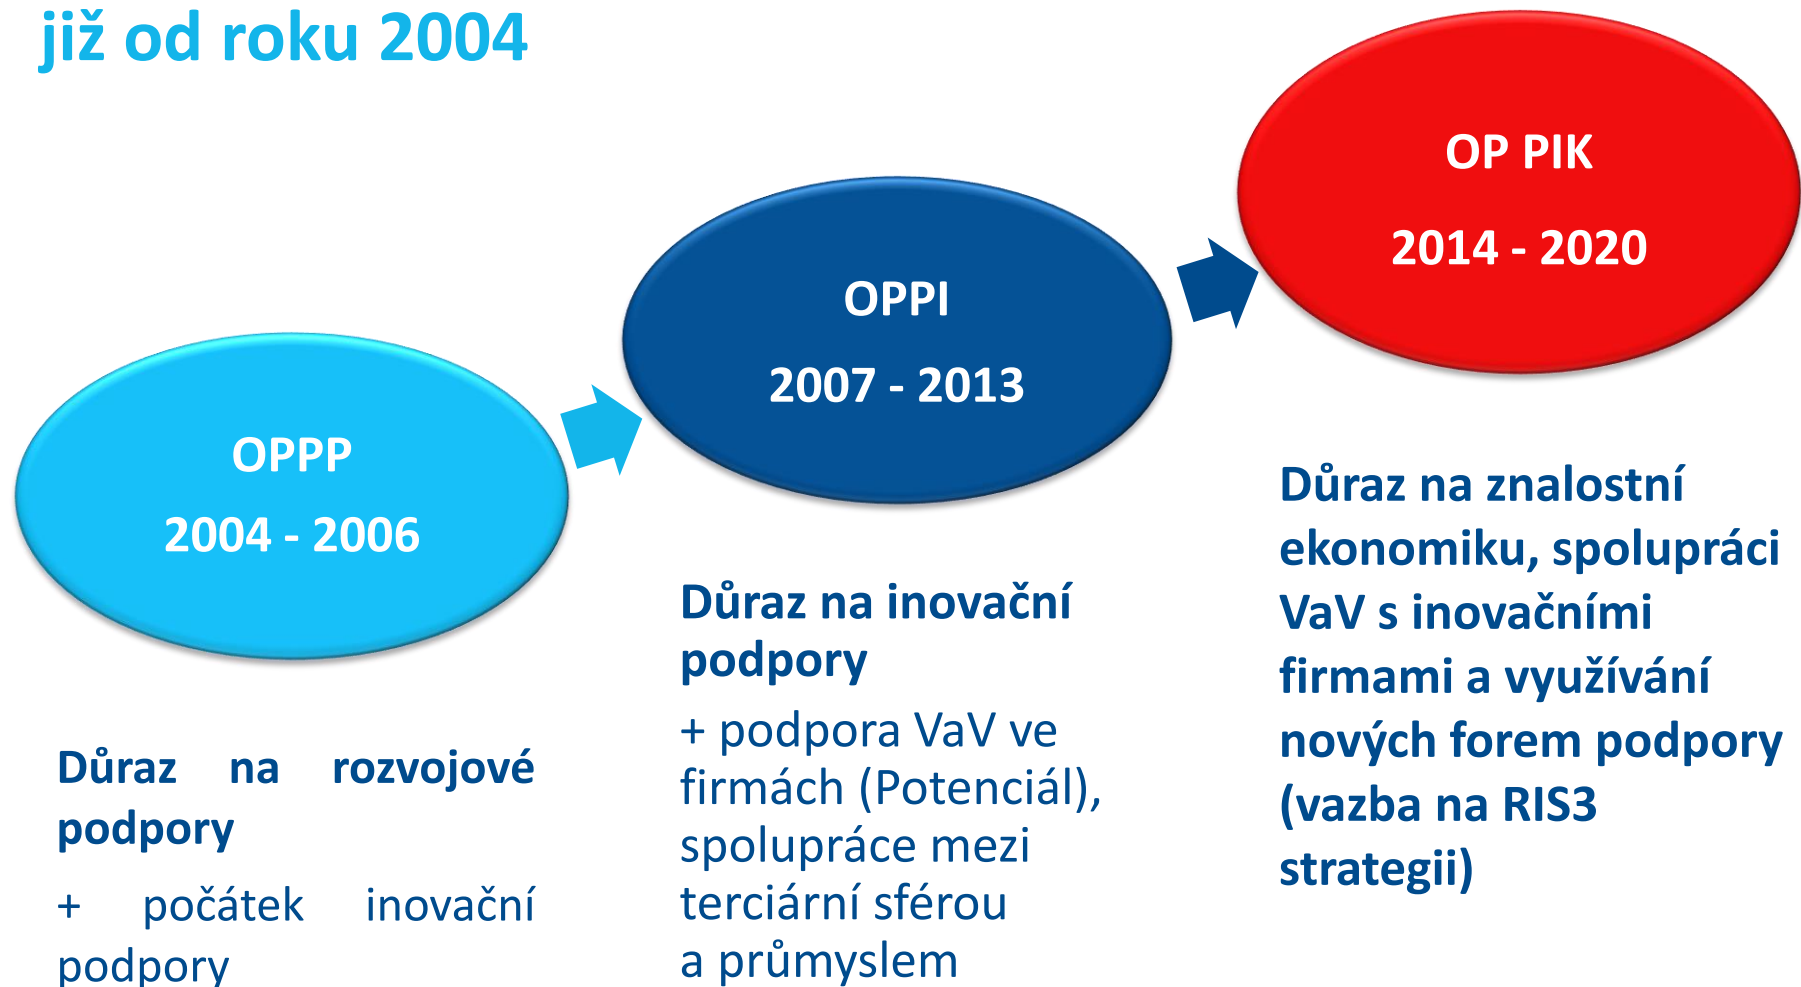 již od roku 2004
OPPP
2004 - 2006
Důraz na rozvojové
podpory
+ počátek inovační
podpory
OPPI
2007 - 2013
Důraz na inovační
podpory
+ podpora VaV ve
firmách (Potenciál),
spolupráce mezi
terciární sférou
a průmyslem
OP PIK
2014 - 2020
Důraz na znalostní
ekonomiku, spolupráci
VaV s inovačními
firmami a využívání
nových forem podpory
(vazba na RIS3
strategii)